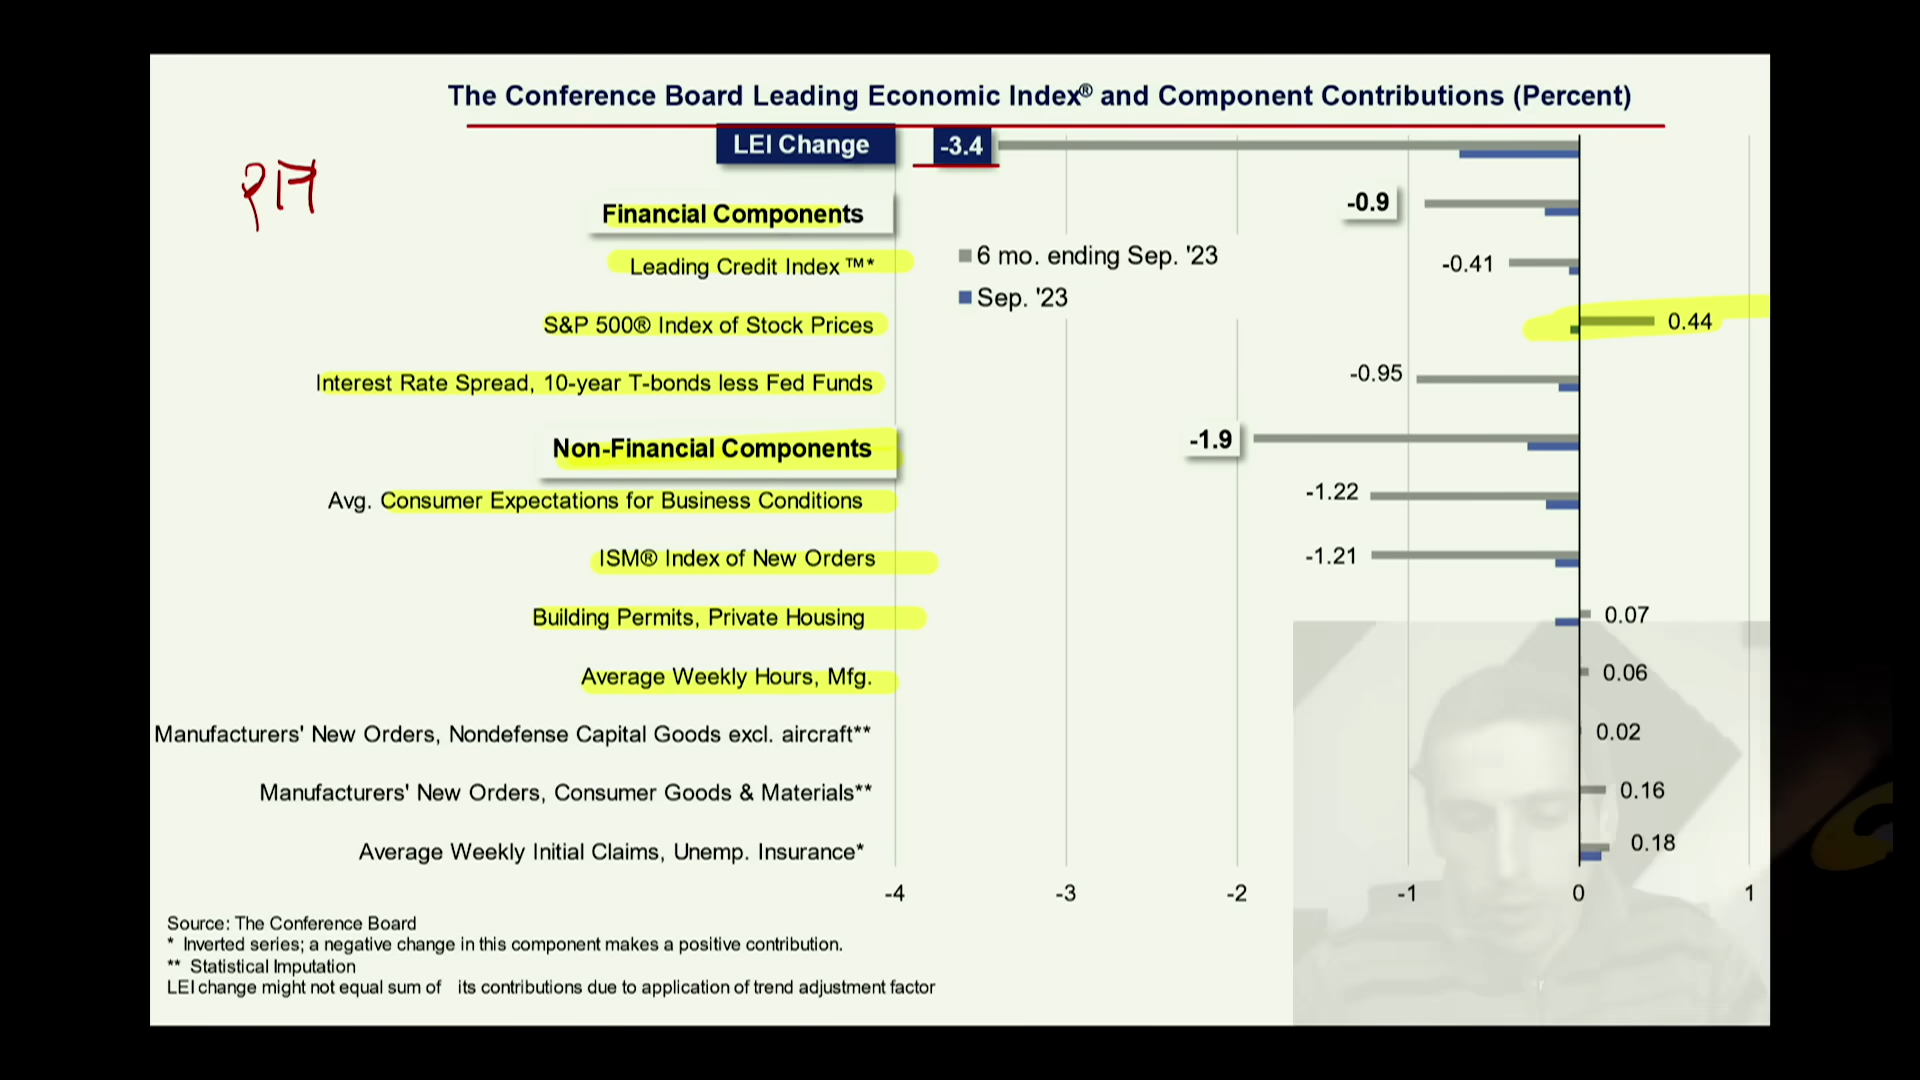 The Conference Board Leading Economic Index® and Component Contributions (Percent)
LEI Change -3.4
Financial Components -0.9
6 mo. ending Sep. '23
Sep. '23
Leading Credit Index ™* -0.41
S&P 500® Index of Stock Prices 0.44
Interest Rate Spread, 10-year T-bonds less Fed Funds -0.95
Non-Financial Components -1.9
Avg. Consumer Expectations for Business Conditions -1.22
ISM® Index of New Orders -1.21
Building Permits, Private Housing 0.07
Average Weekly Hours, Mfg. 0.06
Manufacturers' New Orders, Nondefense Capital Goods excl. aircraft** 0.02
Manufacturers' New Orders, Consumer Goods & Materials** 0.16
Average Weekly Initial Claims, Unemp. Insurance* 0.18
-4 -3 -2 -1 0 1
Source: The Conference Board
* Inverted series; a negative change in this component makes a positive contribution.
** Statistical Imputation
LEI change might not equal sum of its contributions due to application of trend adjustment factor